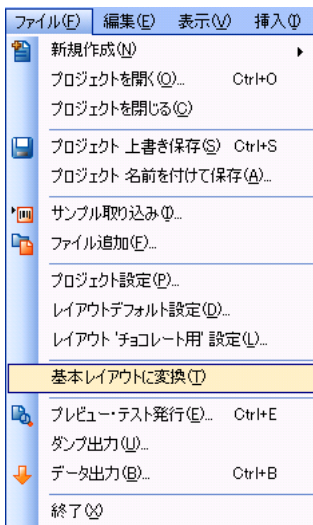 ファイル(F) 編集(E) 表示(V) 挿入(I)
新規作成(N)
プロジェクトを開く(O)... Ctrl+O
プロジェクトを閉じる(C)
プロジェクト 上書き保存(S) Ctrl+S
プロジェクト 名前を付けて保存(A)...
サンプル取り込み(I)...
ファイル追加(F)...
プロジェクト設定(P)...
レイアウトデフォルト設定(D)...
レイアウト 'チョコレート用' 設定(L)...
基本レイアウトに変換(T)
プレビュー・テスト発行(E)... Ctrl+E
ダンプ出力(U)...
データ出力(B)... Ctrl+B
終了(X)